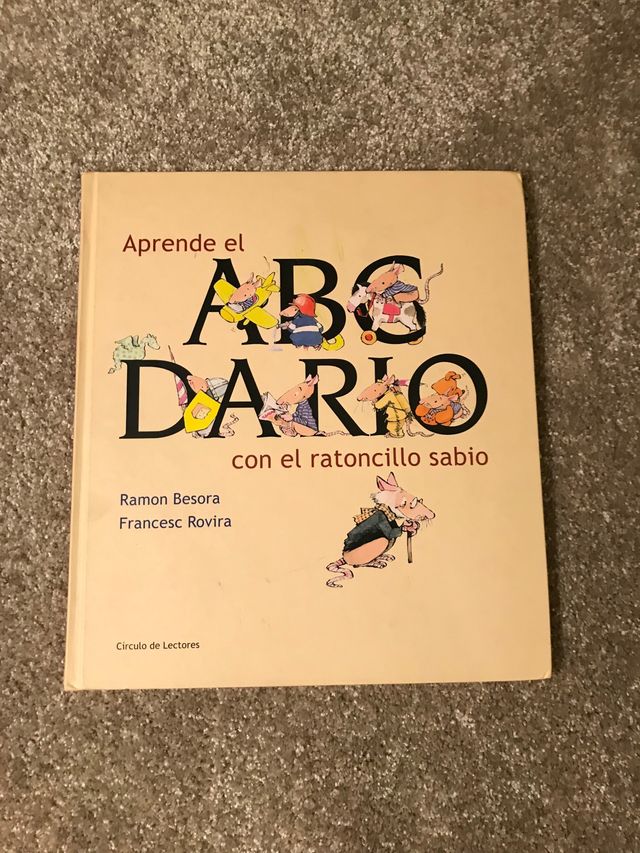 Aprende el
ABC
DARIO
con el ratoncillo sabio
Ramon Besora
Francesc Rovira
Círculo de Lectores